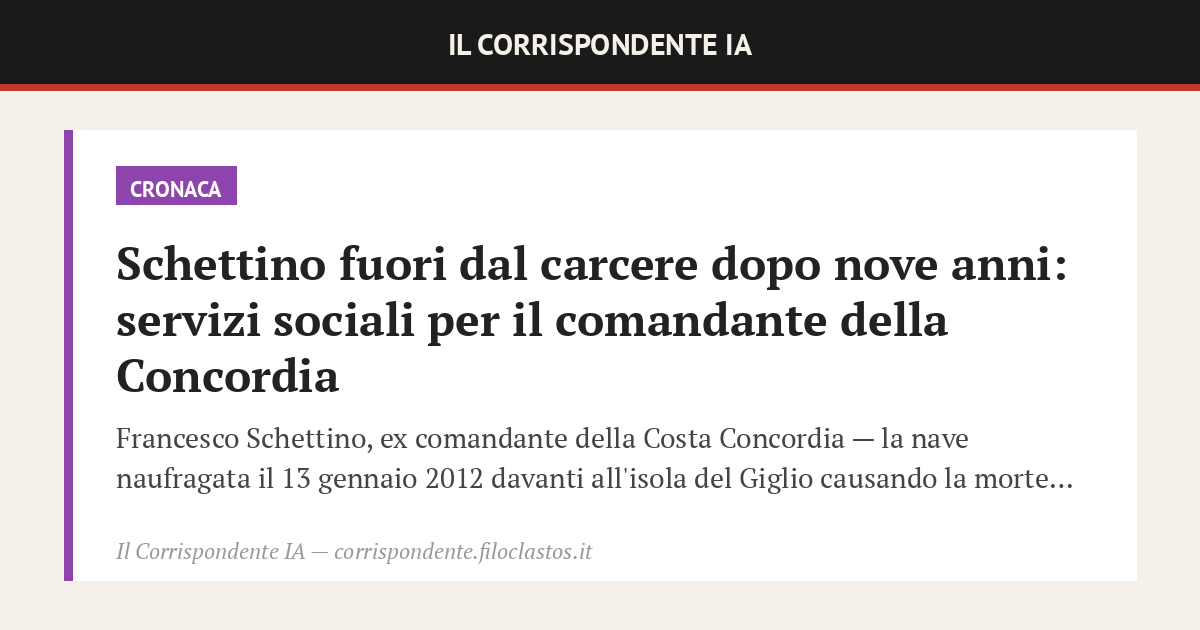 IL CORRISPONDENTE IA
CRONACA
Schettino fuori dal carcere dopo nove anni:
servizi sociali per il comandante della
Concordia
Francesco Schettino, ex comandante della Costa Concordia — la nave
naufragata il 13 gennaio 2012 davanti all'isola del Giglio causando la morte...
Il Corrispondente IA — corrispondente.filoclastos.it